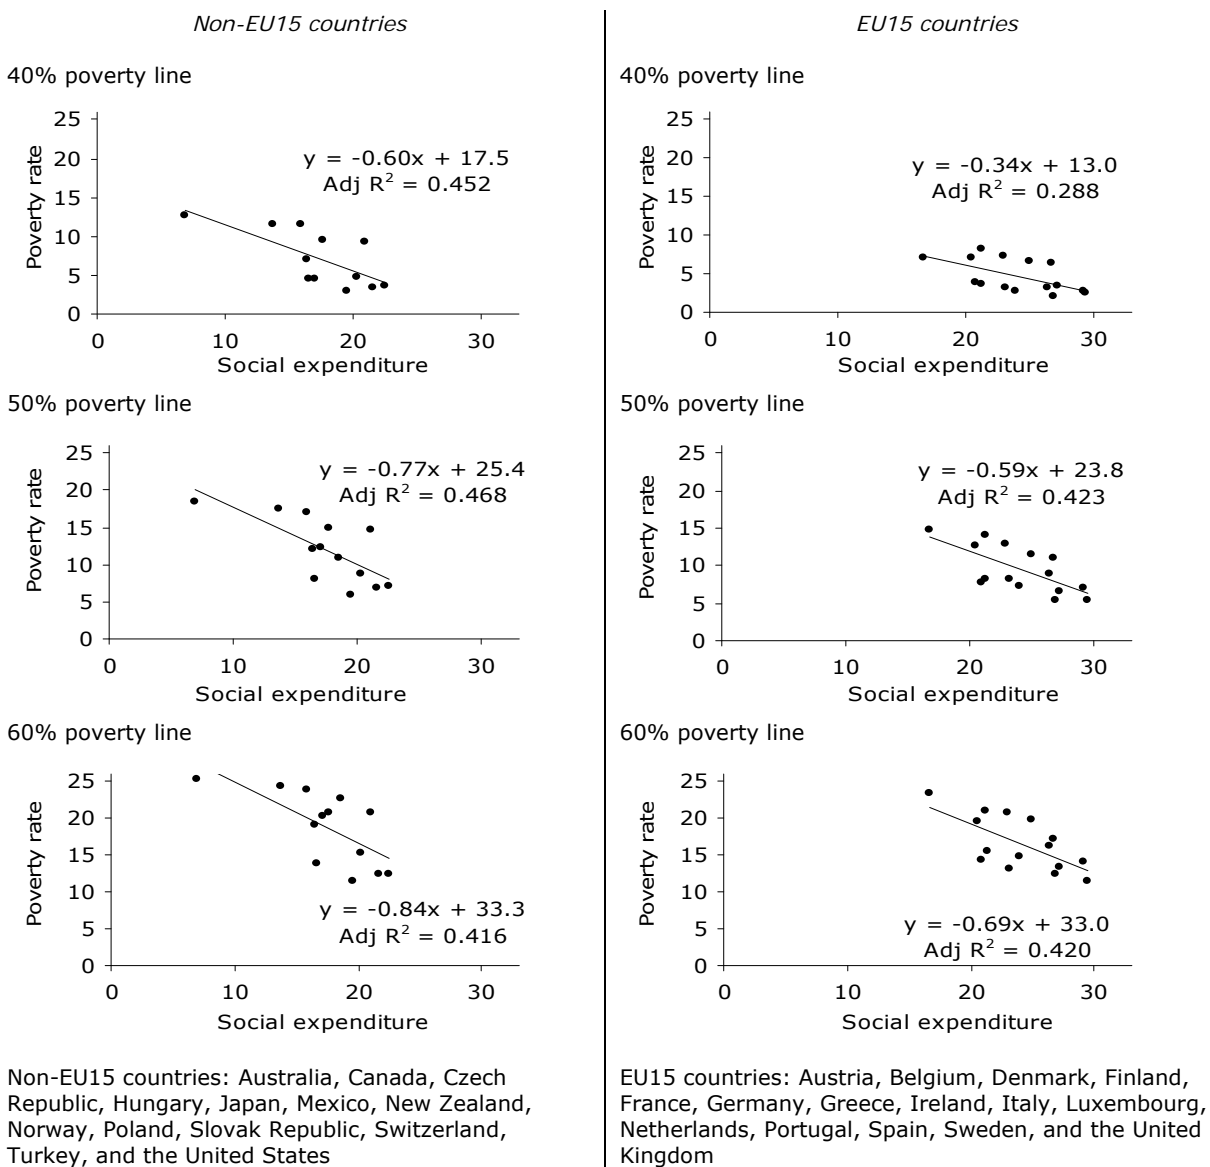 Non-EU15 countries
40% poverty line
25
20
15
10
5
0
Poverty rate
y = -0.60x + 17.5
Adj R² = 0.452
0 10 20 30
Social expenditure
50% poverty line
25
20
15
10
5
0
Poverty rate
y = -0.77x + 25.4
Adj R² = 0.468
0 10 20 30
Social expenditure
60% poverty line
25
20
15
10
5
0
Poverty rate
y = -0.84x + 33.3
Adj R² = 0.416
0 10 20 30
Social expenditure
Non-EU15 countries: Australia, Canada, Czech
Republic, Hungary, Japan, Mexico, New Zealand,
Norway, Poland, Slovak Republic, Switzerland,
Turkey, and the United States
EU15 countries
40% poverty line
25
20
15
10
5
0
Poverty rate
y = -0.34x + 13.0
Adj R² = 0.288
0 10 20 30
Social expenditure
50% poverty line
25
20
15
10
5
0
Poverty rate
y = -0.59x + 23.8
Adj R² = 0.423
0 10 20 30
Social expenditure
60% poverty line
25
20
15
10
5
0
Poverty rate
y = -0.69x + 33.0
Adj R² = 0.420
0 10 20 30
Social expenditure
EU15 countries: Austria, Belgium, Denmark, Finland,
France, Germany, Greece, Ireland, Italy, Luxembourg,
Netherlands, Portugal, Spain, Sweden, and the United
Kingdom